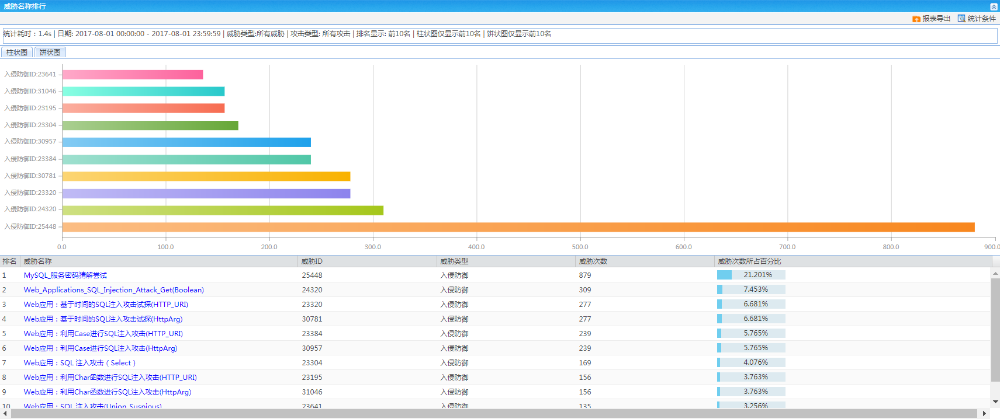 威胁名称排行
报表导出 统计条件
统计耗时：1.4s | 日期: 2017-08-01 00:00:00 - 2017-08-01 23:59:59 | 威胁类型:所有威胁 | 攻击类型: 所有攻击 | 排名显示: 前10名 | 柱状图仅显示前10名 | 饼状图仅显示前10名
柱状图 饼状图
入侵防御ID:23641
入侵防御ID:31046
入侵防御ID:23195
入侵防御ID:23304
入侵防御ID:30957
入侵防御ID:23384
入侵防御ID:30781
入侵防御ID:23320
入侵防御ID:24320
入侵防御ID:25448
0.0 100.0 200.0 300.0 400.0 500.0 600.0 700.0 800.0 900.0
排名 威胁名称 威胁ID 威胁类型 威胁次数 威胁次数所占百分比
1 MySQL_服务密码猜解尝试 25448 入侵防御 879 21.201%
2 Web_Applications_SQL_Injection_Attack_Get(Boolean) 24320 入侵防御 309 7.453%
3 Web应用：基于时间的SQL注入攻击试探(HTTP_URI) 23320 入侵防御 277 6.681%
4 Web应用：基于时间的SQL注入攻击试探(HttpArg) 30781 入侵防御 277 6.681%
5 Web应用：利用Case进行SQL注入攻击(HTTP_URI) 23384 入侵防御 239 5.765%
6 Web应用：利用Case进行SQL注入攻击(HttpArg) 30957 入侵防御 239 5.765%
7 Web应用：SQL 注入攻击（Select） 23304 入侵防御 169 4.076%
8 Web应用：利用Char函数进行SQL注入攻击(HTTP_URI) 23195 入侵防御 156 3.763%
9 Web应用：利用Char函数进行SQL注入攻击(HttpArg) 31046 入侵防御 156 3.763%
10 Web应用：SQL 注入攻击(Union_Suspious) 23641 入侵防御 135 3.256%